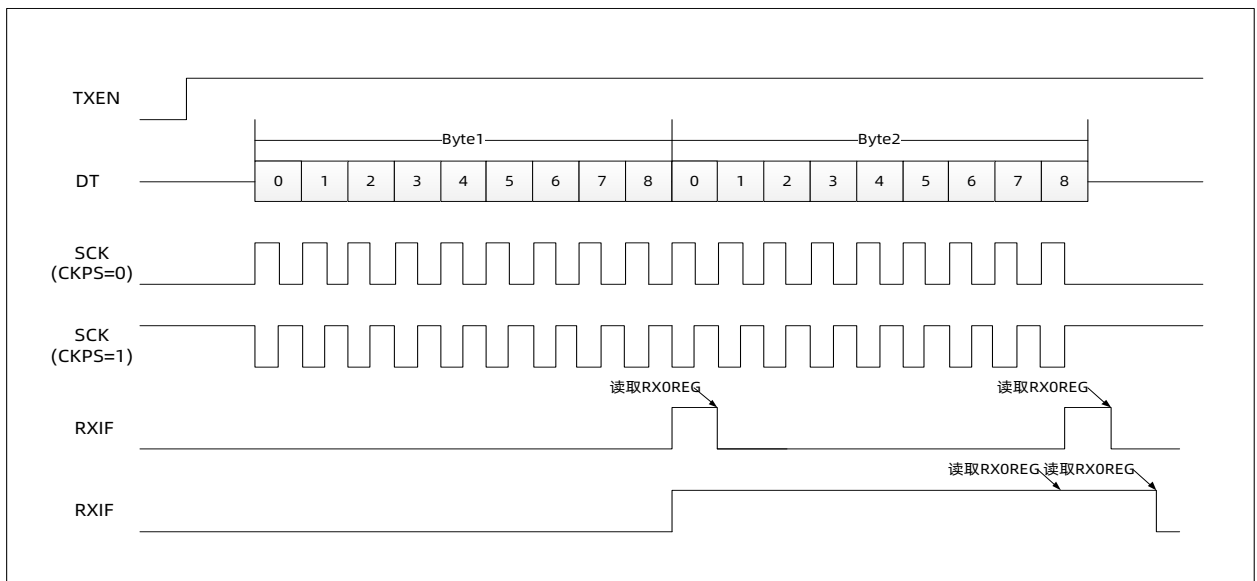 TXEN
Byte1 Byte2
DT 0 1 2 3 4 5 6 7 8 0 1 2 3 4 5 6 7 8
SCK
(CKPS=0)
SCK
(CKPS=1)
读取RX0REG 读取RX0REG
RXIF
读取RX0REG 读取RX0REG
RXIF